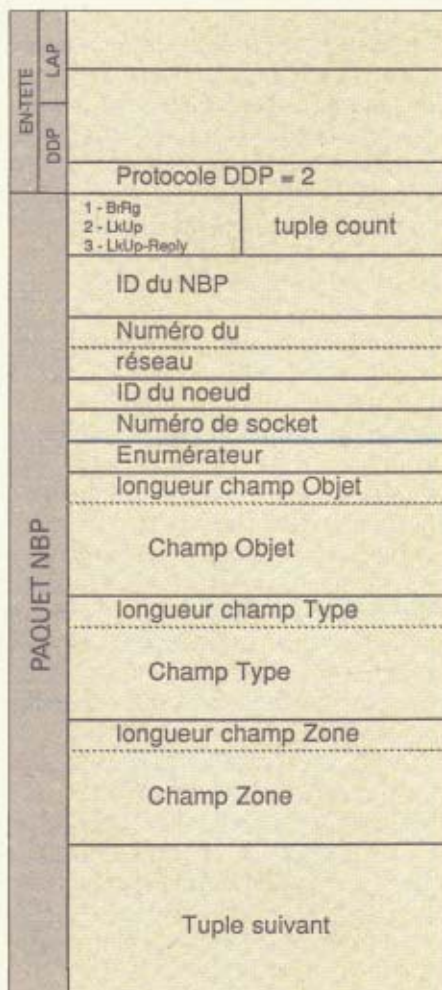 EN-TETE
LAP
DDP
Protocole DDP = 2
1 - BrRg
2 - LkUp
3 - LkUp-Reply
tuple count
PAQUET NBP
ID du NBP
Numéro du
réseau
ID du noeud
Numéro de socket
Enumérateur
longueur champ Objet
Champ Objet
longueur champ Type
Champ Type
longueur champ Zone
Champ Zone
Tuple suivant